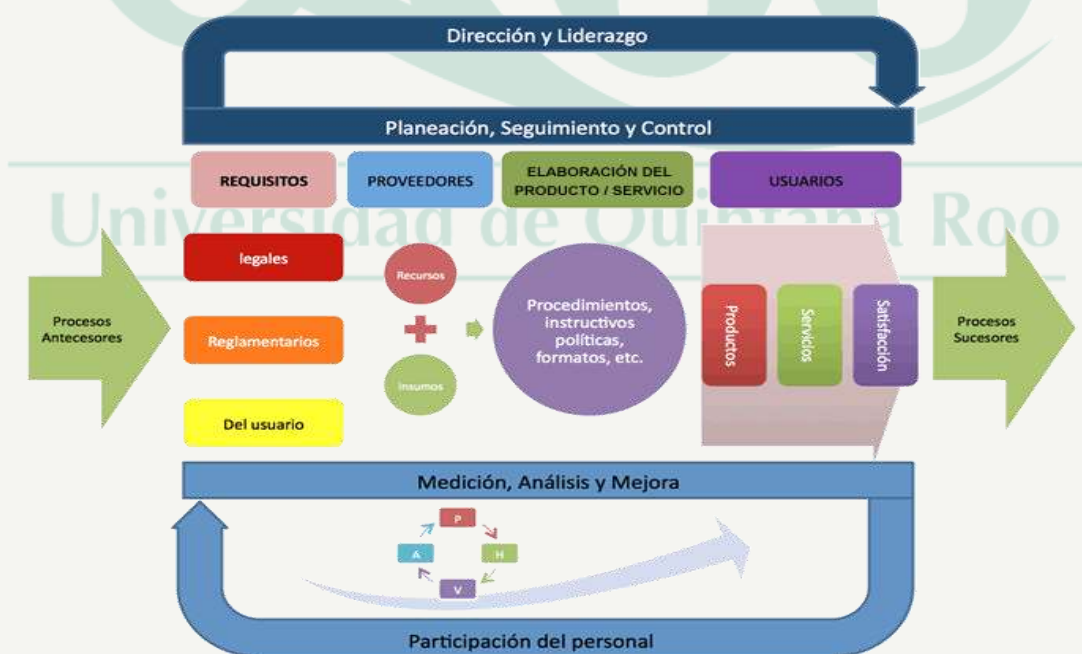 Dirección y Liderazgo
Planeación, Seguimiento y Control
REQUISITOS
PROVEEDORES
ELABORACIÓN DEL
PRODUCTO / SERVICIO
USUARIOS
Universidad de Quintana Roo
Procesos
Antecesores
legales
Reglamentarios
Del usuario
Recursos
Insumos
Procedimientos,
instructivos
políticas,
formatos, etc.
Productos
Servicios
Satisfacción
Procesos
Sucesores
Medición, Análisis y Mejora
P
H
V
A
Participación del personal